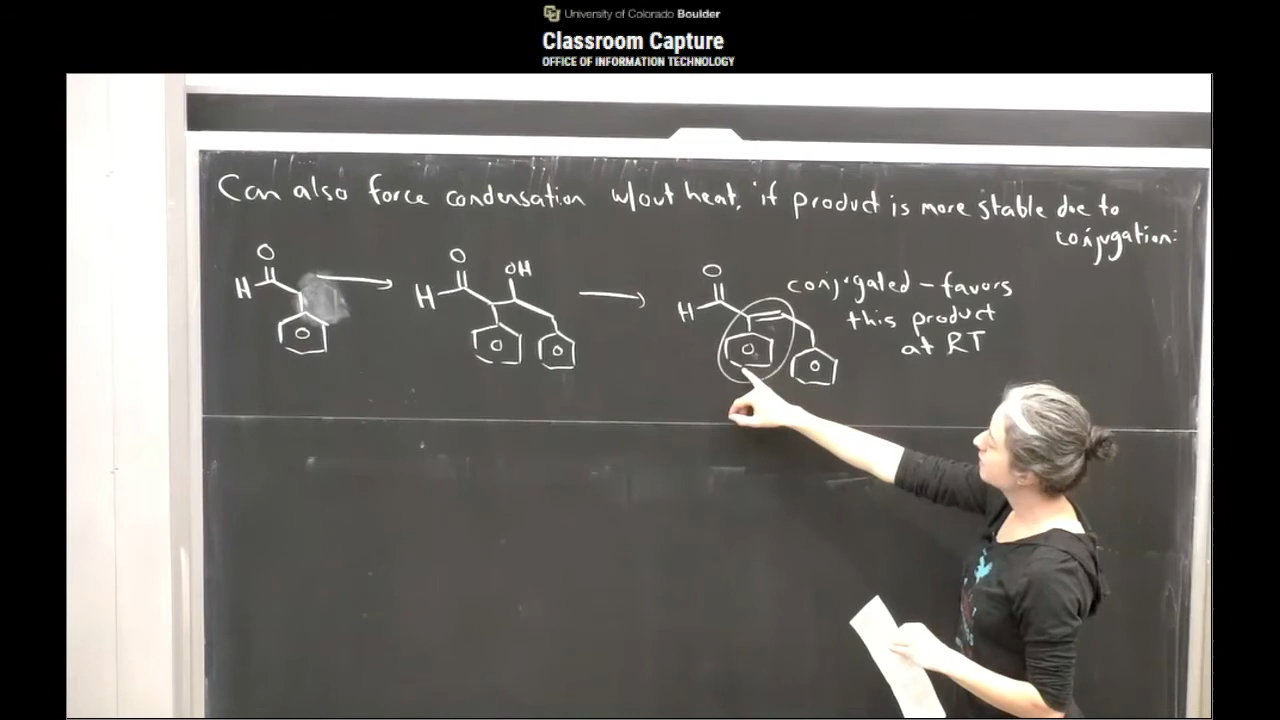 University of Colorado Boulder
Classroom Capture
OFFICE OF INFORMATION TECHNOLOGY
Can also force condensation w/out heat, if product is more stable due to
conjugation:
O
H
O
OH
H
O
H
conjugated - favors
this product
at RT